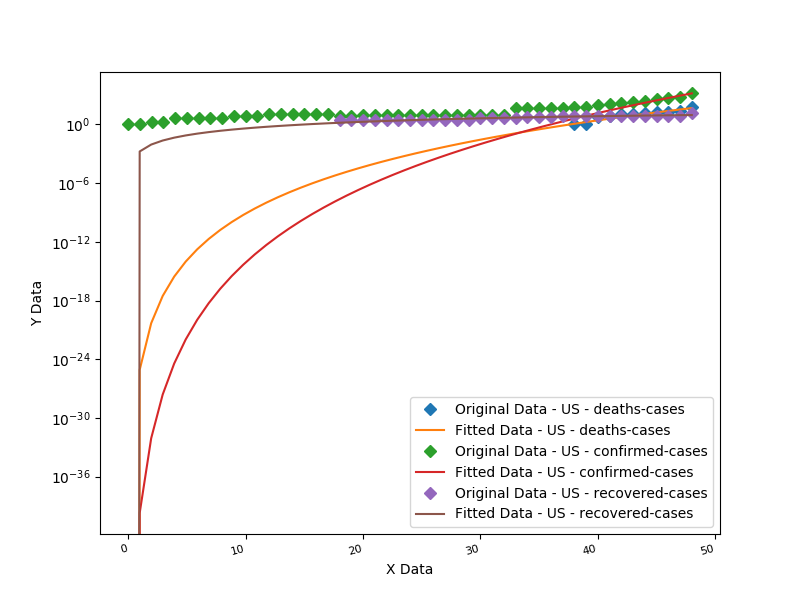 10^0
10^−6
10^−12
10^−18
10^−24
10^−30
10^−36
Y Data
0
10
20
30
40
50
X Data
Original Data - US - deaths-cases
Fitted Data - US - deaths-cases
Original Data - US - confirmed-cases
Fitted Data - US - confirmed-cases
Original Data - US - recovered-cases
Fitted Data - US - recovered-cases